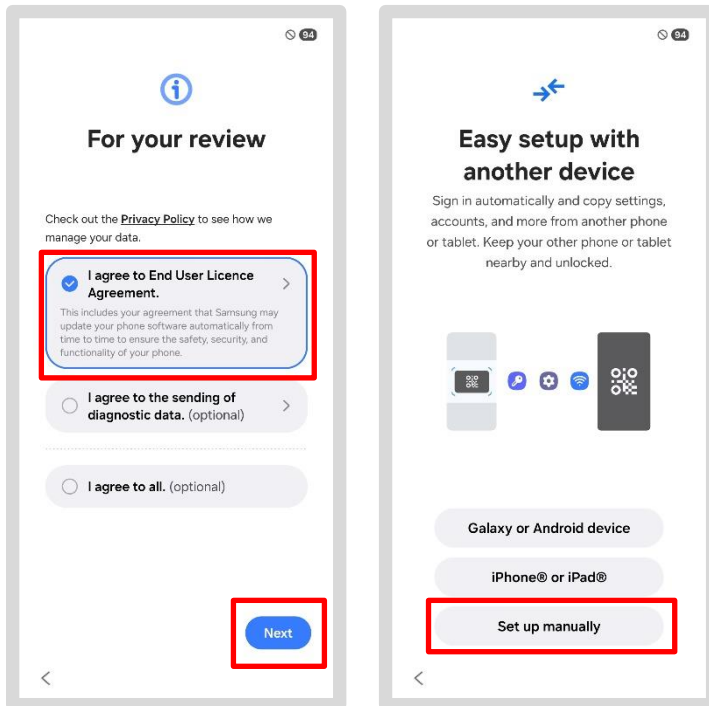 94
For your review
Check out the Privacy Policy to see how we
manage your data.
I agree to End User Licence
Agreement.
This includes your agreement that Samsung may
update your phone software automatically from
time to time to ensure the safety, security, and
functionality of your phone.
I agree to the sending of
diagnostic data. (optional)
I agree to all. (optional)
Next
94
Easy setup with
another device
Sign in automatically and copy settings,
accounts, and more from another phone
or tablet. Keep your other phone or tablet
nearby and unlocked.
Galaxy or Android device
iPhone® or iPad®
Set up manually